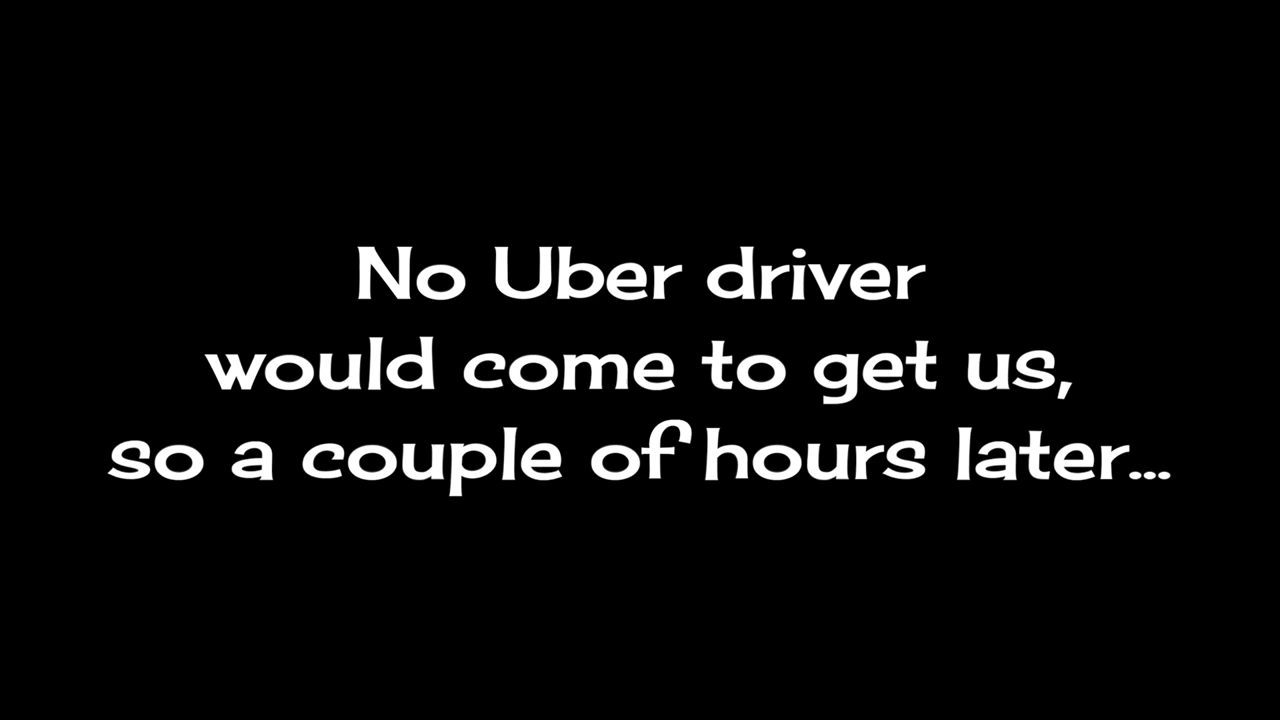 No Uber driver
would come to get us,
so a couple of hours later...